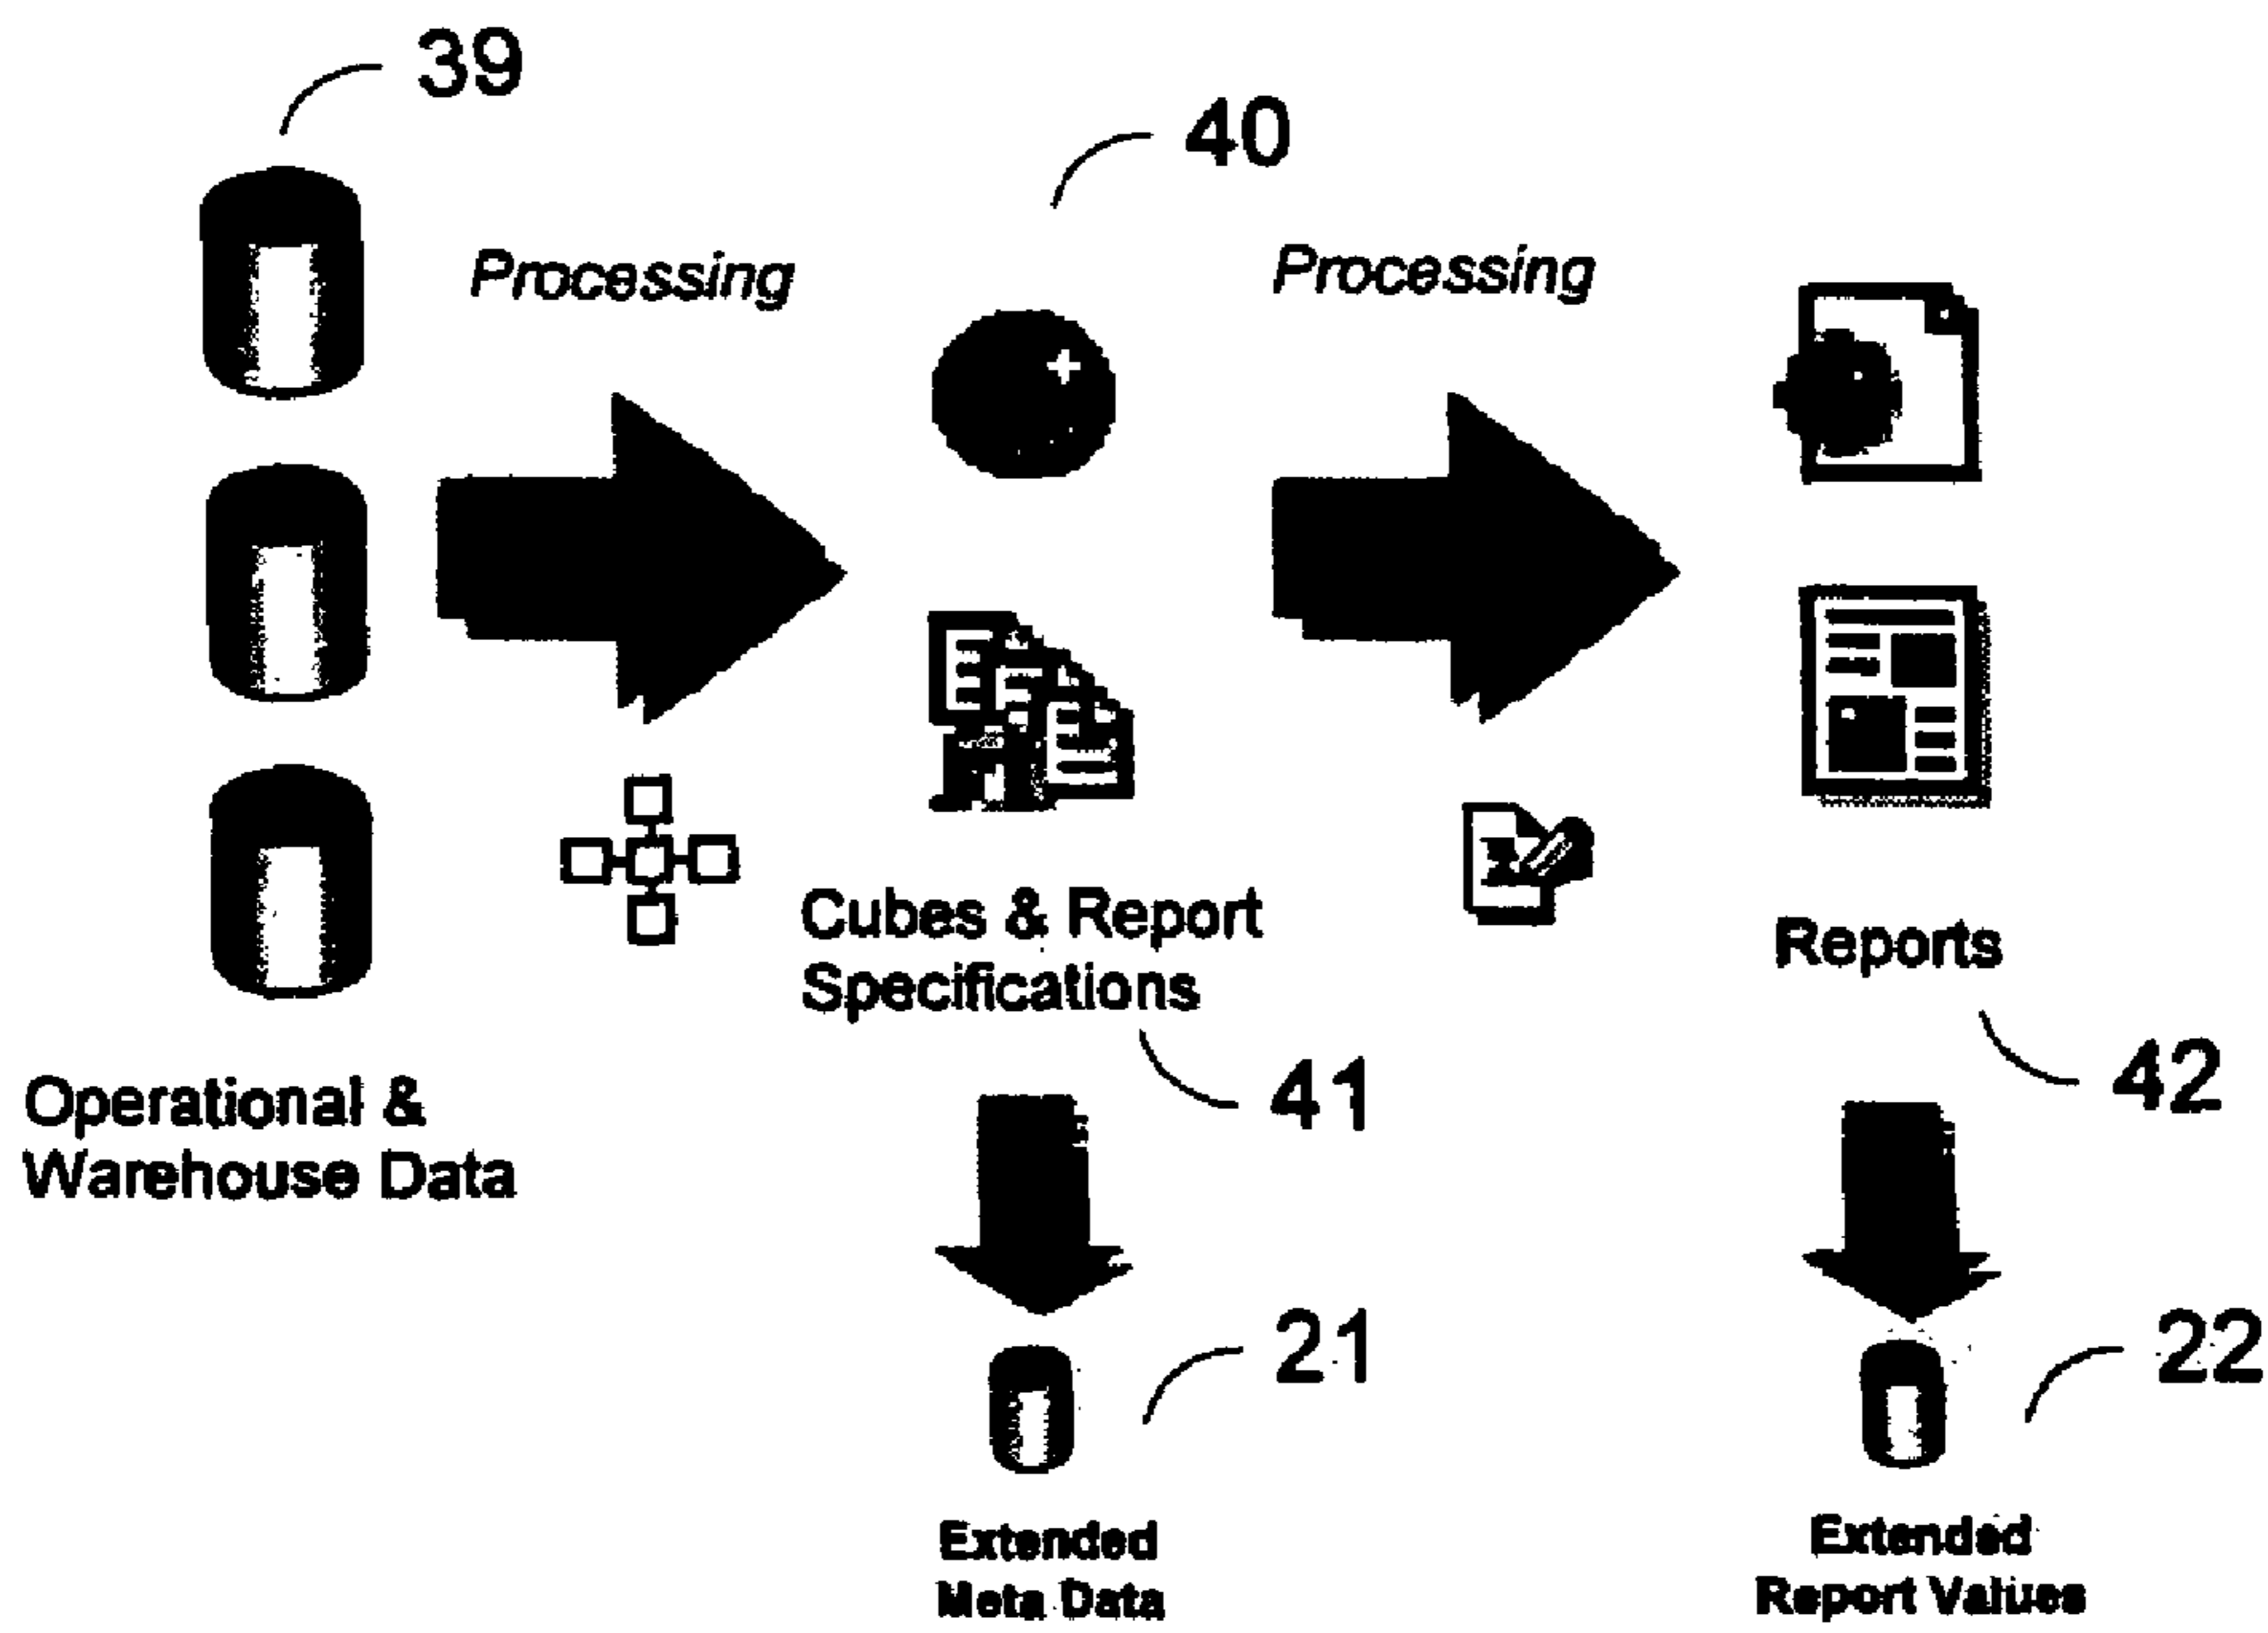 39
40
Processing
Processing
Cubes & Report
Specifications
Reports
41
42
Operational &
Warehouse Data
21
22
Extended
Meta Data
Extended
Report Values